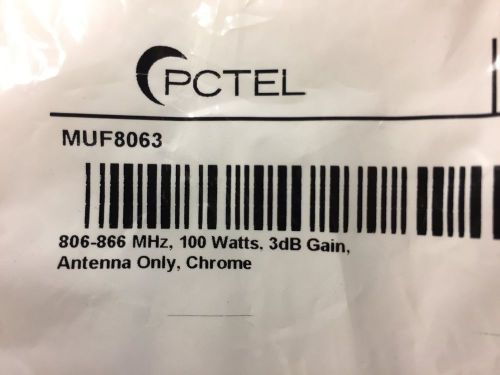 PCTEL
MUF8063
806-866 MHz, 100 Watts, 3dB Gain,
Antenna Only, Chrome